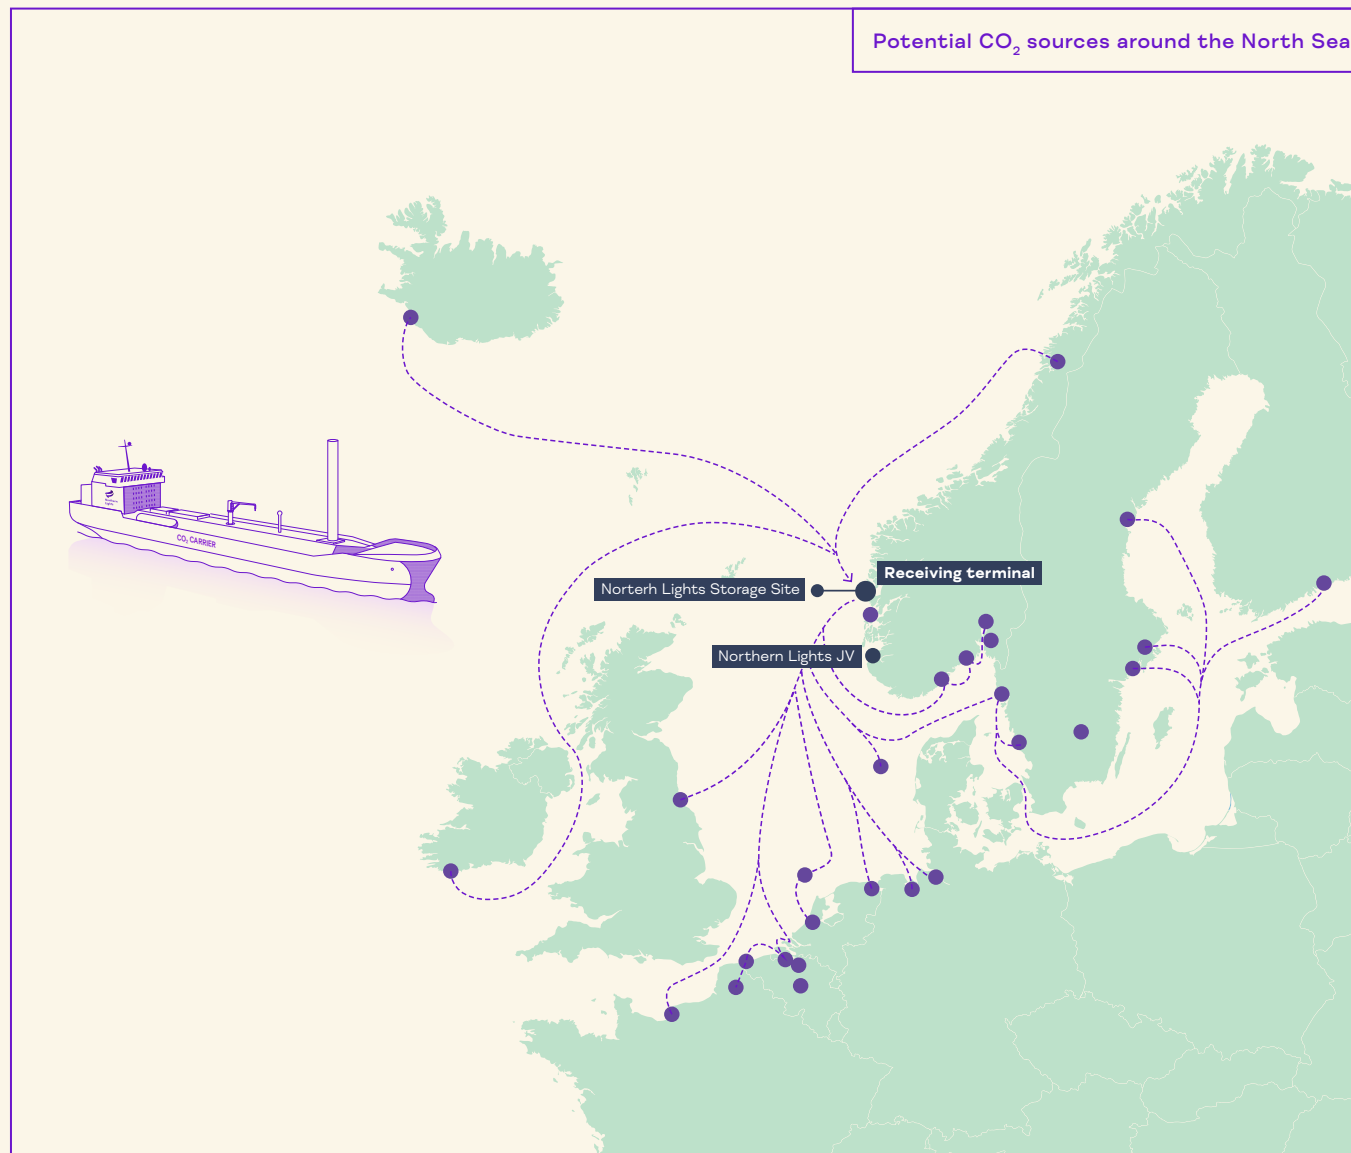 Potential CO₂ sources around the North Sea
CO₂ CARRIER
Receiving terminal
Norterh Lights Storage Site
Northern Lights JV